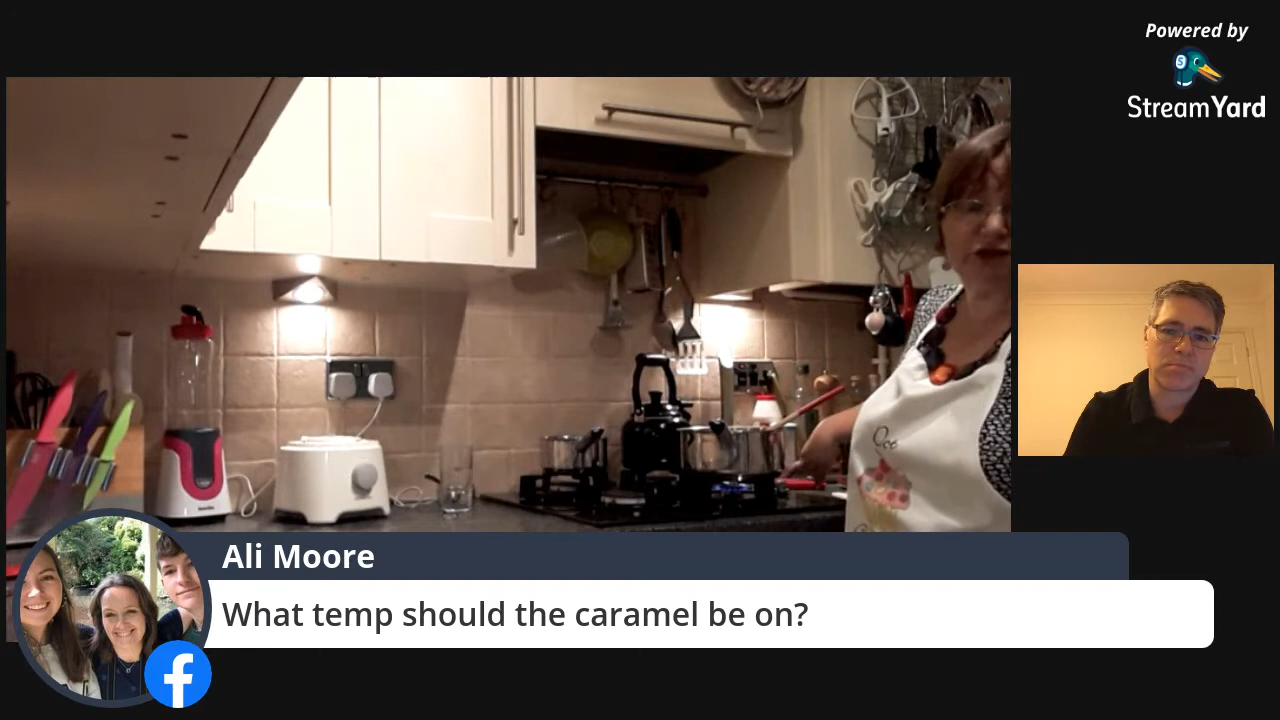 Powered by
StreamYard
Ali Moore
What temp should the caramel be on?